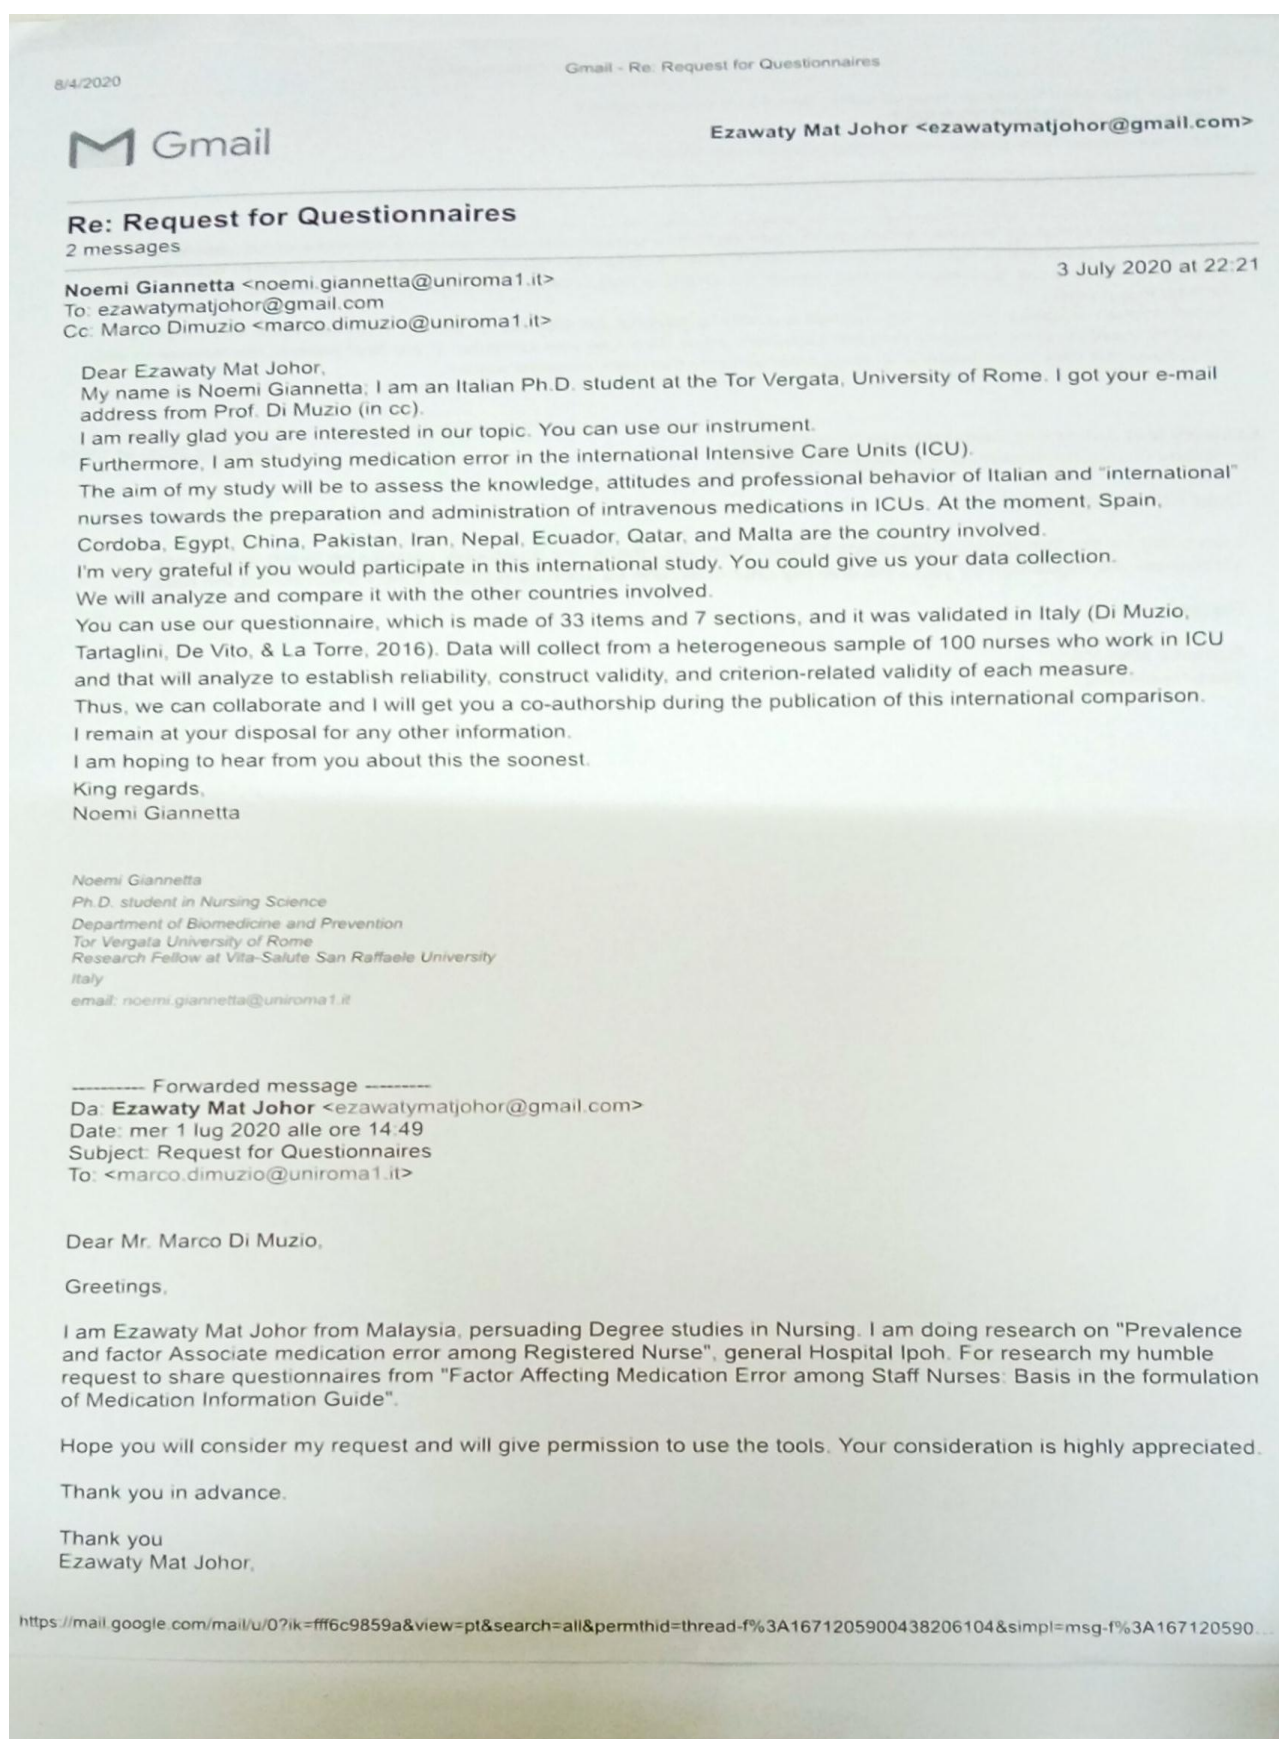 8/4/2020
Gmail - Re: Request for Questionnaires
Gmail
Ezawaty Mat Johor <ezawatymatjohor@gmail.com>
Re: Request for Questionnaires
2 messages
Noemi Giannetta <noemi.giannetta@uniroma1.it>
3 July 2020 at 22:21
To: ezawatymatjohor@gmail.com
Cc: Marco Dimuzio <marco.dimuzio@uniroma1.it>
Dear Ezawaty Mat Johor,
My name is Noemi Giannetta; I am an Italian Ph.D. student at the Tor Vergata, University of Rome. I got your e-mail
address from Prof. Di Muzio (in cc).
I am really glad you are interested in our topic. You can use our instrument.
Furthermore, I am studying medication error in the international Intensive Care Units (ICU).
The aim of my study will be to assess the knowledge, attitudes and professional behavior of Italian and "international"
nurses towards the preparation and administration of intravenous medications in ICUs. At the moment, Spain,
Cordoba, Egypt, China, Pakistan, Iran, Nepal, Ecuador, Qatar, and Malta are the country involved.
I'm very grateful if you would participate in this international study. You could give us your data collection.
We will analyze and compare it with the other countries involved.
You can use our questionnaire, which is made of 33 items and 7 sections, and it was validated in Italy (Di Muzio,
Tartaglini, De Vito, & La Torre, 2016). Data will collect from a heterogeneous sample of 100 nurses who work in ICU
and that will analyze to establish reliability, construct validity, and criterion-related validity of each measure.
Thus, we can collaborate and I will get you a co-authorship during the publication of this international comparison.
I remain at your disposal for any other information.
I am hoping to hear from you about this the soonest.
King regards,
Noemi Giannetta
Noemi Giannetta
Ph.D. student in Nursing Science
Department of Biomedicine and Prevention
Tor Vergata University of Rome
Research Fellow at Vita-Salute San Raffaele University
Italy
email: noemi.giannetta@uniroma1.it
---------- Forwarded message ---------
Da: Ezawaty Mat Johor <ezawatymatjohor@gmail.com>
Date: mer 1 lug 2020 alle ore 14:49
Subject: Request for Questionnaires
To: <marco.dimuzio@uniroma1.it>
Dear Mr. Marco Di Muzio,
Greetings,
I am Ezawaty Mat Johor from Malaysia, persuading Degree studies in Nursing. I am doing research on "Prevalence
and factor Associate medication error among Registered Nurse", general Hospital Ipoh. For research my humble
request to share questionnaires from "Factor Affecting Medication Error among Staff Nurses: Basis in the formulation
of Medication Information Guide".
Hope you will consider my request and will give permission to use the tools. Your consideration is highly appreciated.
Thank you in advance.
Thank you
Ezawaty Mat Johor,
https://mail.google.com/mail/u/0?ik=fff6c9859a&view=pt&search=all&permthid=thread-f%3A1671205900438206104&simpl=msg-f%3A167120590...